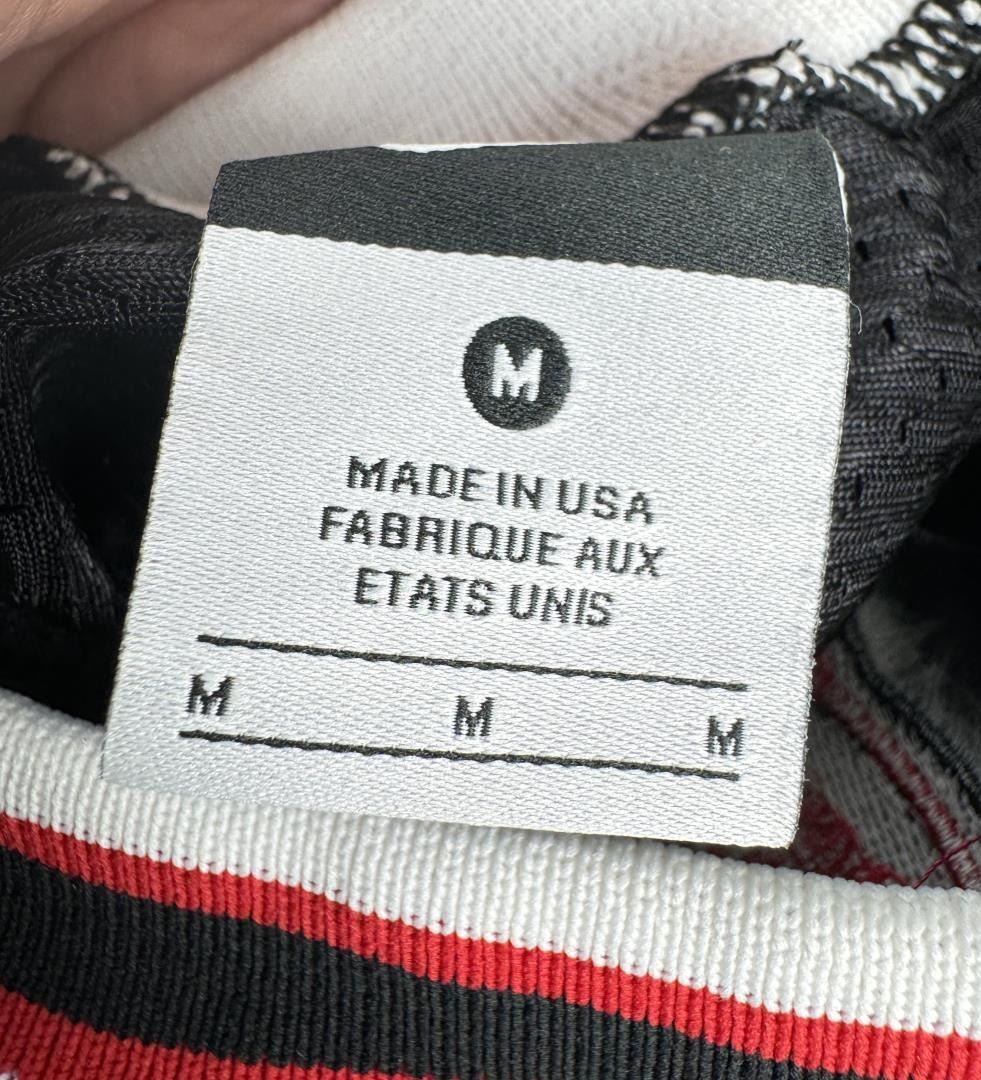 M
MADE IN USA
FABRIQUE AUX
ETATS UNIS
M M M